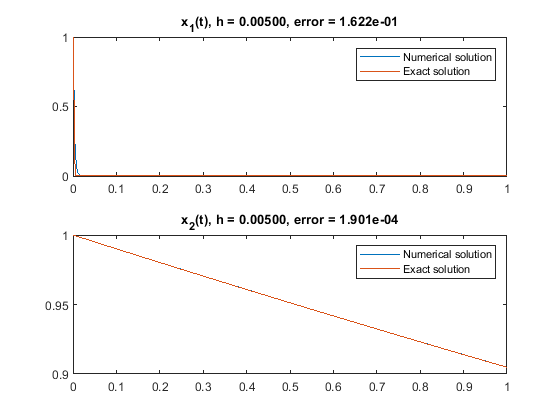 x1(t), h = 0.00500, error = 1.622e-01
1
0.5
0
Numerical solution
Exact solution
0 0.1 0.2 0.3 0.4 0.5 0.6 0.7 0.8 0.9 1
x2(t), h = 0.00500, error = 1.901e-04
1
0.95
0.9
Numerical solution
Exact solution
0 0.1 0.2 0.3 0.4 0.5 0.6 0.7 0.8 0.9 1